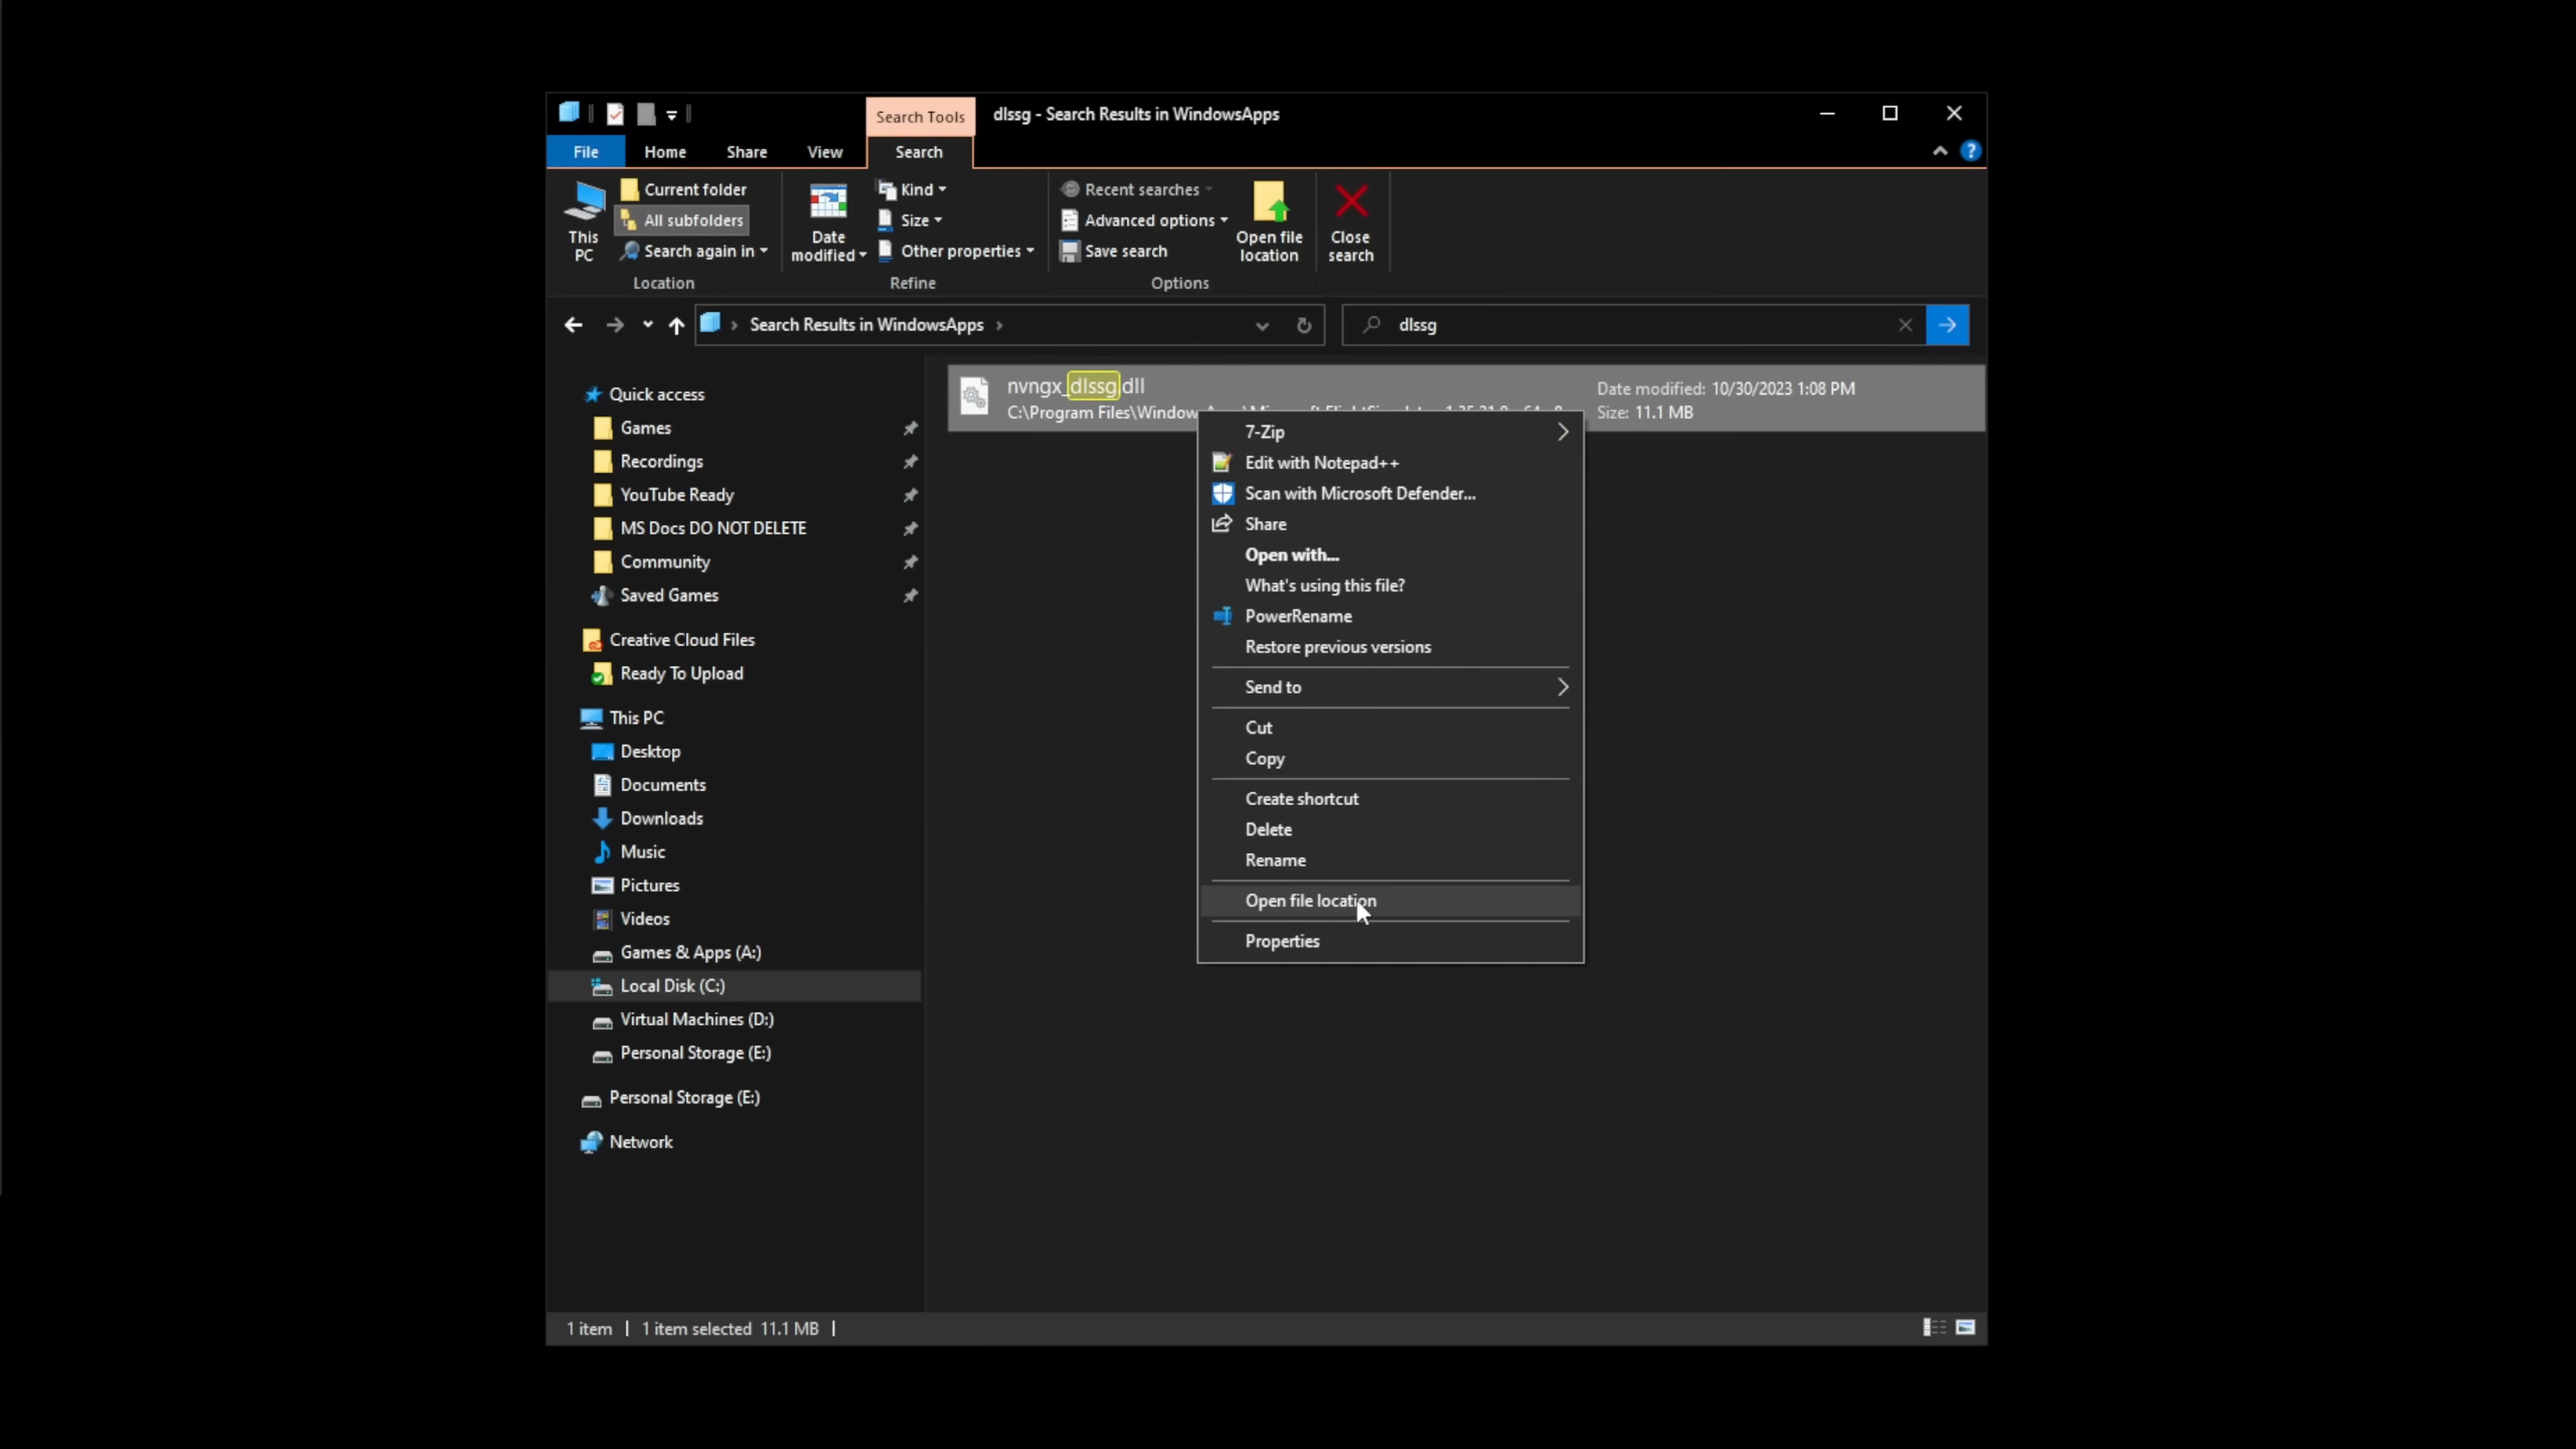 Search Tools
dlssg - Search Results in WindowsApps
File
Home
Share
View
Search
This PC
Current folder
All subfolders
Search again in
Location
Date modified
Kind
Size
Other properties
Refine
Recent searches
Advanced options
Save search
Options
Open file location
Close search
Search Results in WindowsApps
dlssg
Quick access
Games
Recordings
YouTube Ready
MS Docs DO NOT DELETE
Community
Saved Games
Creative Cloud Files
Ready To Upload
This PC
Desktop
Documents
Downloads
Music
Pictures
Videos
Games & Apps (A:)
Local Disk (C:)
Virtual Machines (D:)
Personal Storage (E:)
Personal Storage (E:)
Network
nvngx_dlssg.dll
C:\Program Files\Window
Date modified: 10/30/2023 1:08 PM
Size: 11.1 MB
7-Zip
Edit with Notepad++
Scan with Microsoft Defender...
Share
Open with...
What's using this file?
PowerRename
Restore previous versions
Send to
Cut
Copy
Create shortcut
Delete
Rename
Open file location
Properties
1 item
1 item selected 11.1 MB